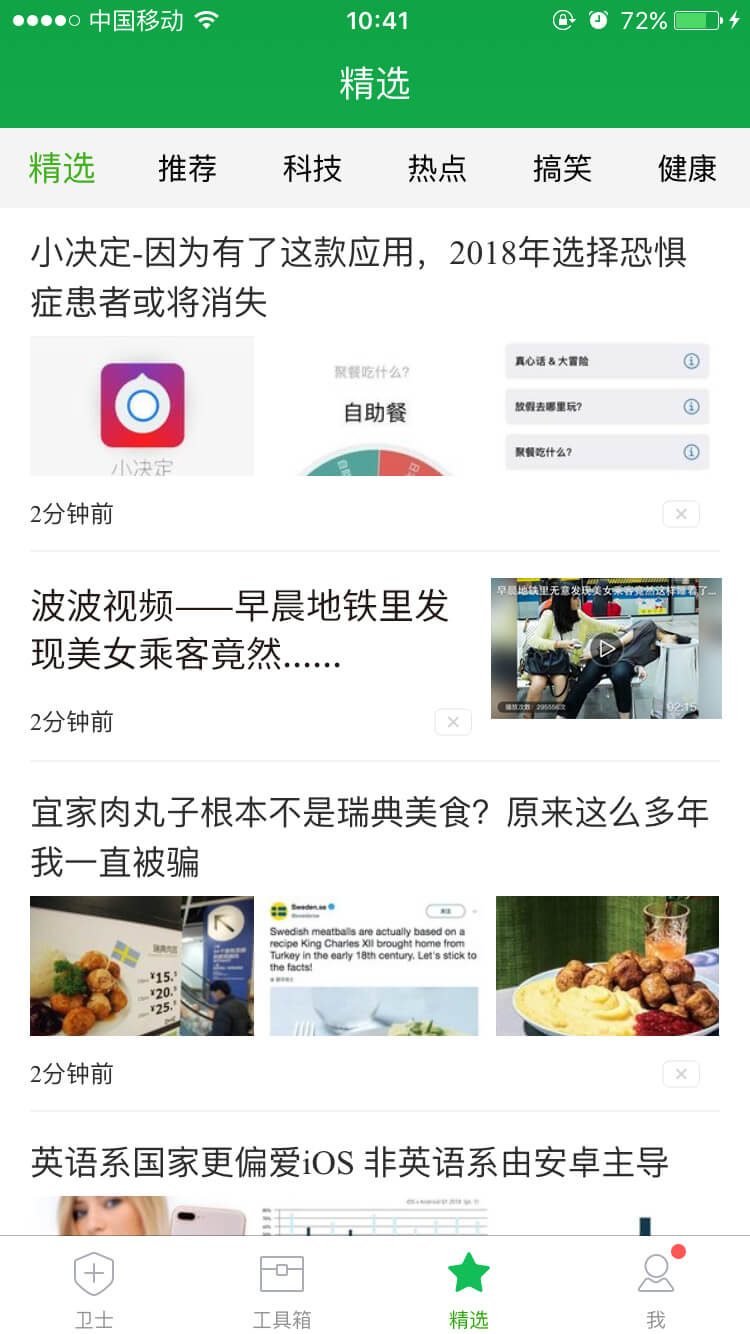 中国移动
10:41
72%
精选
精选
推荐
科技
热点
搞笑
健康
小决定-因为有了这款应用，2018年选择恐惧
症患者或将消失
小决定
聚餐吃什么?
自助餐
真心话 & 大冒险
放假去哪里玩?
聚餐吃什么?
2分钟前
波波视频——早晨地铁里发
现美女乘客竟然......
早晨地铁里无意发现美女乘客竟然这样睡着了...
播放次数: 295556次
02:15
2分钟前
宜家肉丸子根本不是瑞典美食？原来这么多年
我一直被骗
瑞典肉丸
¥15.
¥20.
¥25.
Sweden.se
关注
Swedish meatballs are actually based on a
recipe King Charles XII brought home from
Turkey in the early 18th century. Let's stick to
the facts!
2分钟前
英语系国家更偏爱iOS 非英语系由安卓主导
卫士
工具箱
精选
我